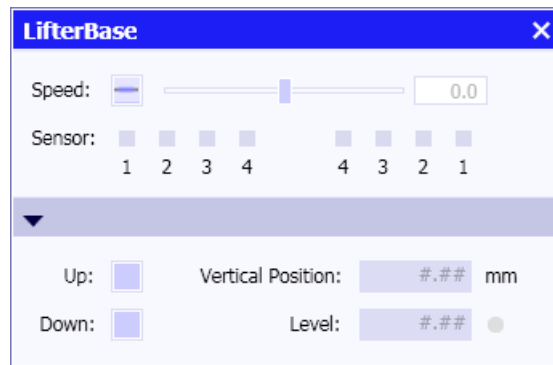 LifterBase
Speed: 0.0
Sensor:
1 2 3 4 4 3 2 1
Up: Vertical Position: #.## mm
Down: Level: #.##